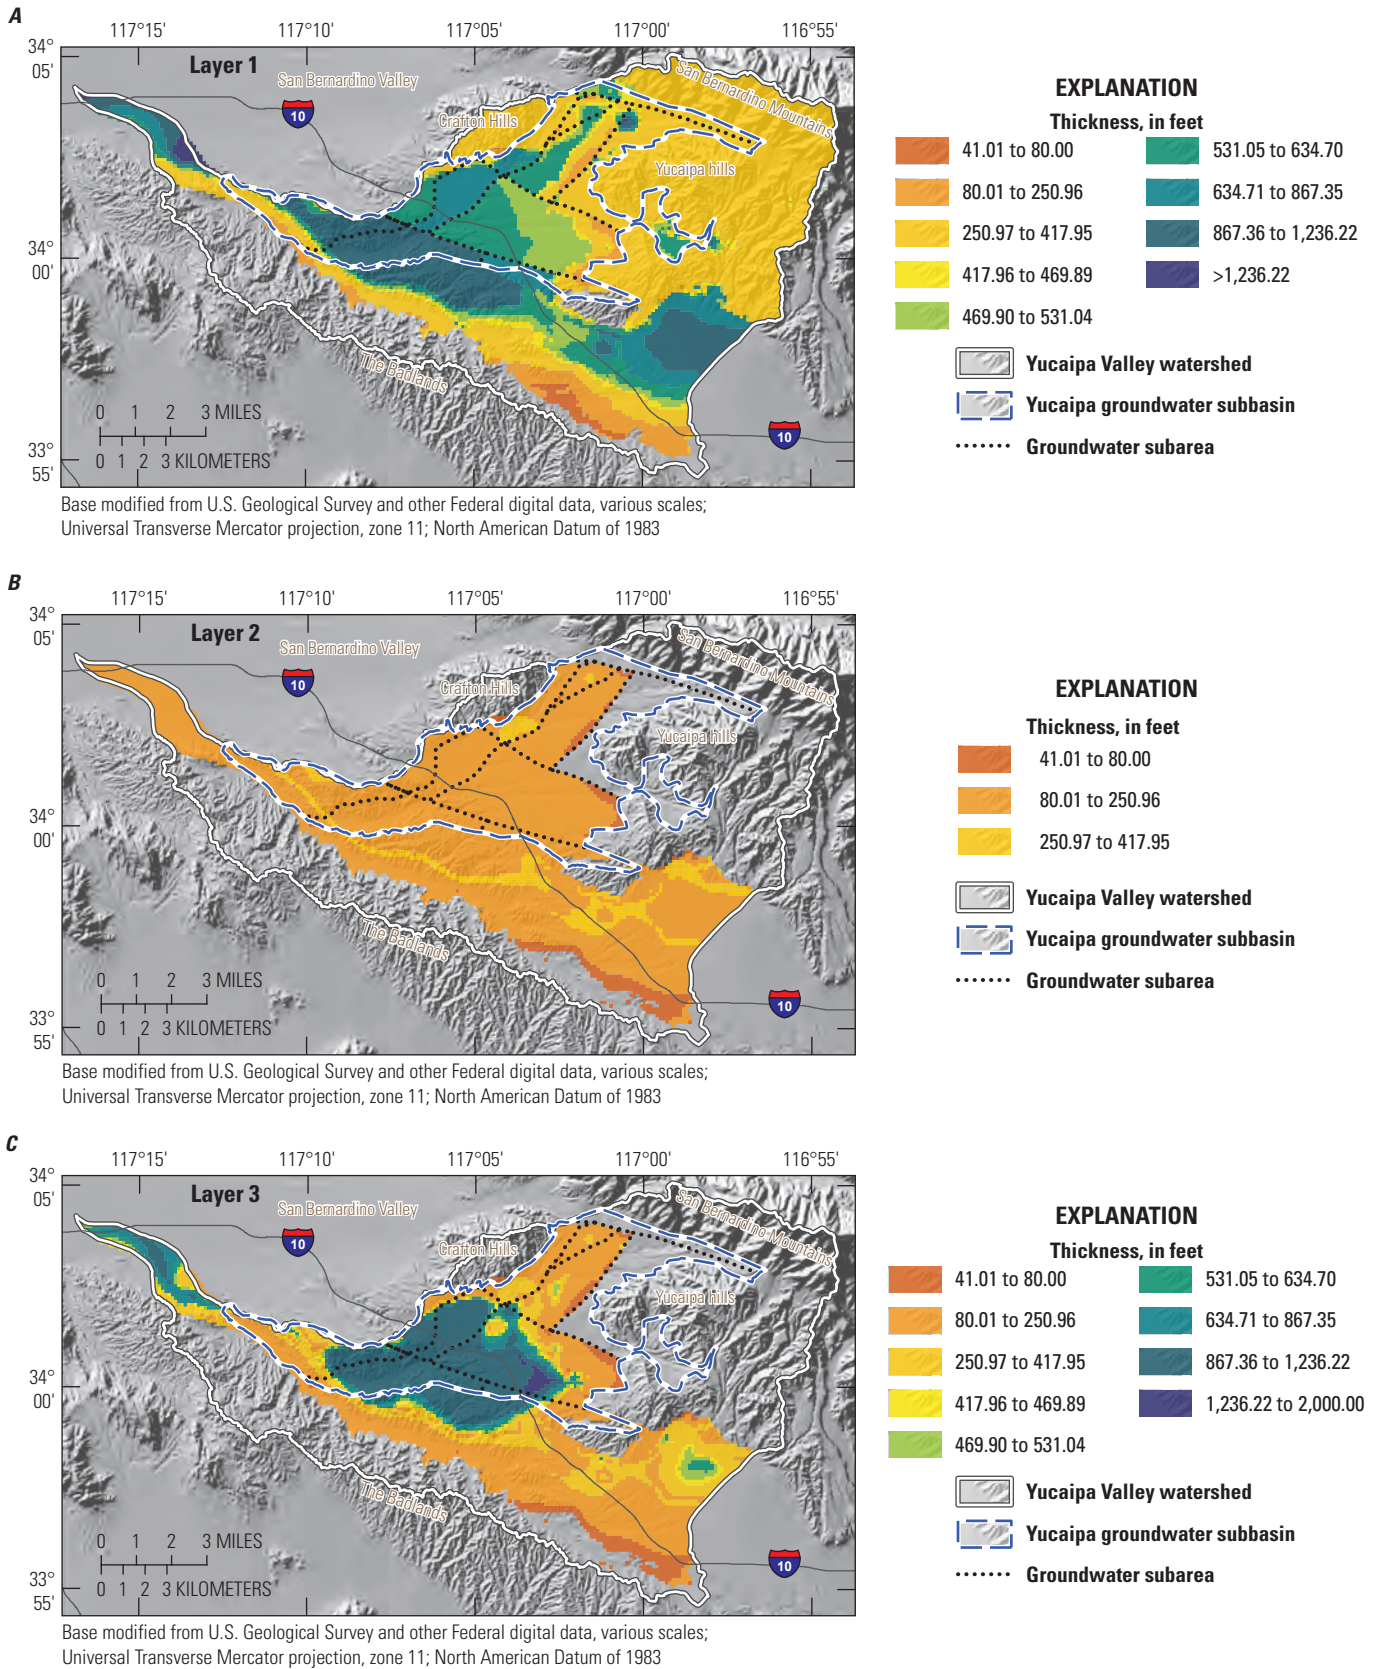 A
117°15' 117°10' 117°05' 117°00' 116°55'
34°
05'
Layer 1
San Bernardino Valley
San Bernardino Mountains
10
Crafton Hills
Yucaipa hills
34°
00'
The Badlands
0 1 2 3 MILES
0 1 2 3 KILOMETERS
10
33°
55'
Base modified from U.S. Geological Survey and other Federal digital data, various scales;
Universal Transverse Mercator projection, zone 11; North American Datum of 1983
EXPLANATION
Thickness, in feet
41.01 to 80.00
80.01 to 250.96
250.97 to 417.95
417.96 to 469.89
469.90 to 531.04
531.05 to 634.70
634.71 to 867.35
867.36 to 1,236.22
>1,236.22
Yucaipa Valley watershed
Yucaipa groundwater subbasin
Groundwater subarea
B
117°15' 117°10' 117°05' 117°00' 116°55'
34°
05'
Layer 2
San Bernardino Valley
San Bernardino Mountains
10
Crafton Hills
Yucaipa hills
34°
00'
The Badlands
0 1 2 3 MILES
0 1 2 3 KILOMETERS
10
33°
55'
Base modified from U.S. Geological Survey and other Federal digital data, various scales;
Universal Transverse Mercator projection, zone 11; North American Datum of 1983
EXPLANATION
Thickness, in feet
41.01 to 80.00
80.01 to 250.96
250.97 to 417.95
Yucaipa Valley watershed
Yucaipa groundwater subbasin
Groundwater subarea
C
117°15' 117°10' 117°05' 117°00' 116°55'
34°
05'
Layer 3
San Bernardino Valley
San Bernardino Mountains
10
Crafton Hills
Yucaipa hills
34°
00'
The Badlands
0 1 2 3 MILES
0 1 2 3 KILOMETERS
10
33°
55'
Base modified from U.S. Geological Survey and other Federal digital data, various scales;
Universal Transverse Mercator projection, zone 11; North American Datum of 1983
EXPLANATION
Thickness, in feet
41.01 to 80.00
80.01 to 250.96
250.97 to 417.95
417.96 to 469.89
469.90 to 531.04
531.05 to 634.70
634.71 to 867.35
867.36 to 1,236.22
1,236.22 to 2,000.00
Yucaipa Valley watershed
Yucaipa groundwater subbasin
Groundwater subarea